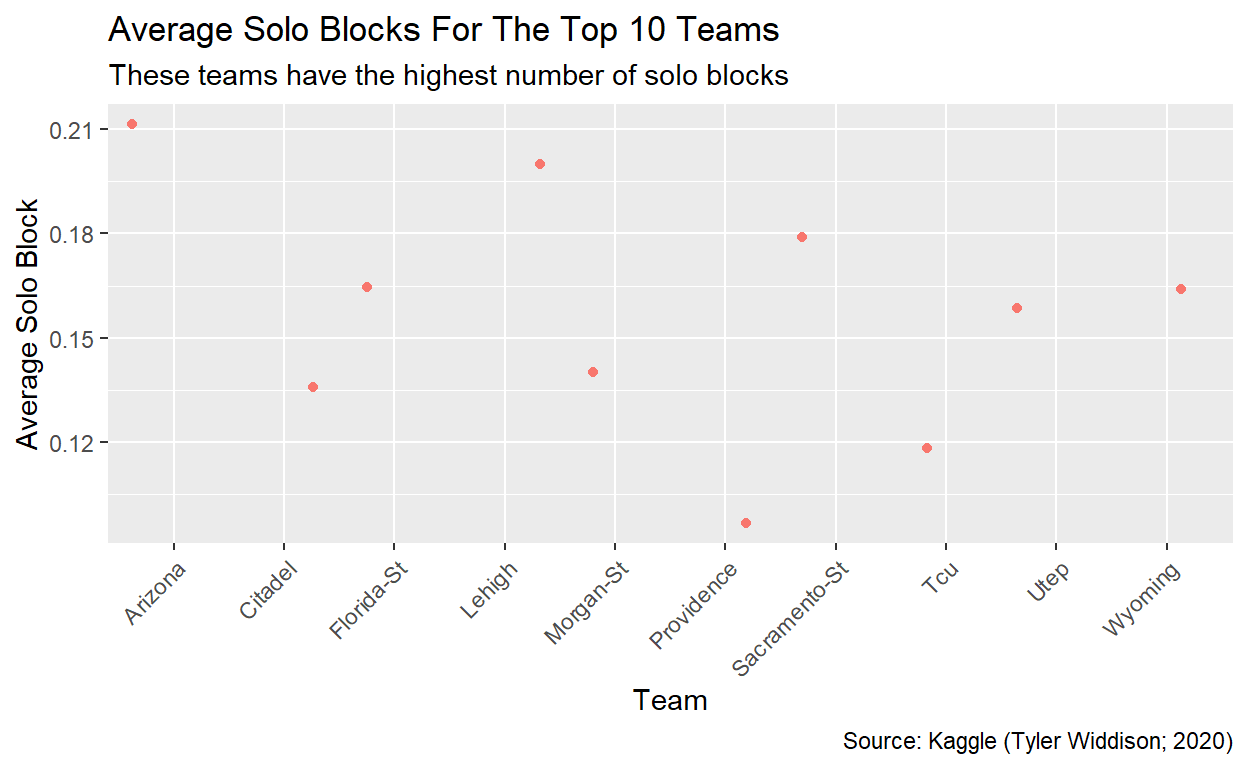 Average Solo Blocks For The Top 10 Teams
These teams have the highest number of solo blocks
Average Solo Block
0.21
0.18
0.15
0.12
Arizona
Citadel
Florida-St
Lehigh
Morgan-St
Providence
Sacramento-St
Tcu
Utep
Wyoming
Team
Source: Kaggle (Tyler Widdison; 2020)